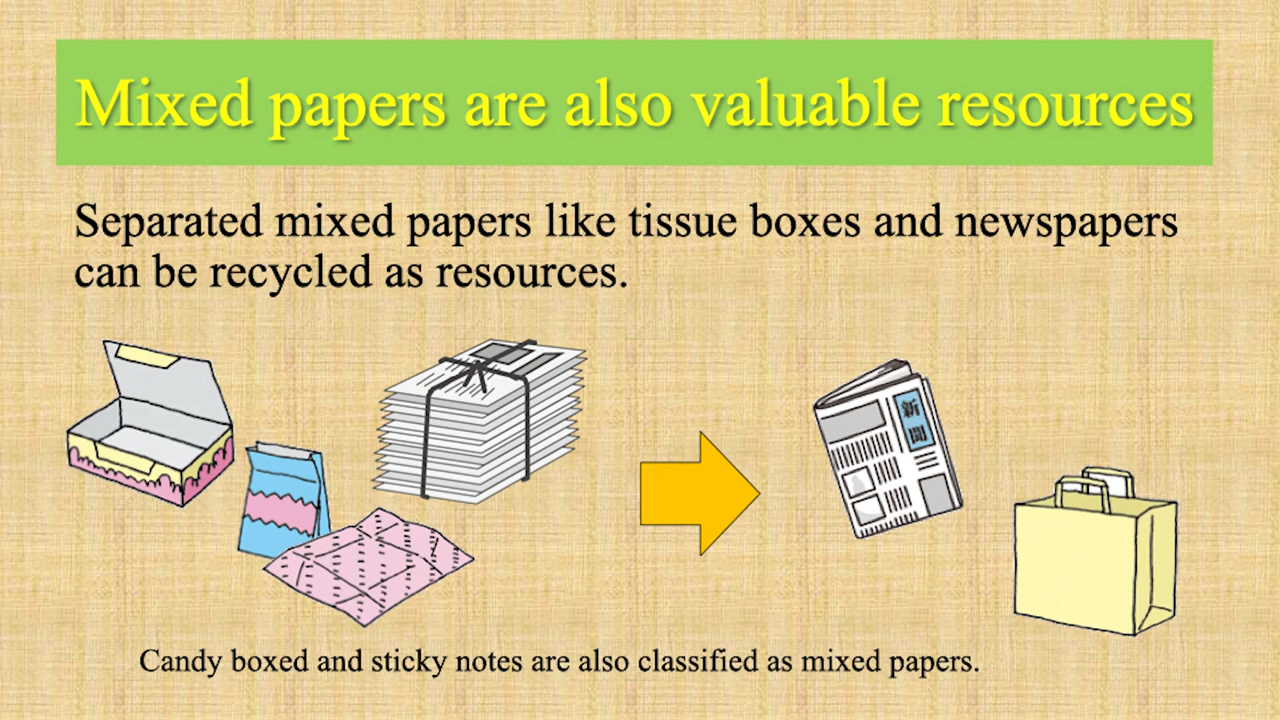 Mixed papers are also valuable resources
Separated mixed papers like tissue boxes and newspapers
can be recycled as resources.
新
聞
Candy boxed and sticky notes are also classified as mixed papers.